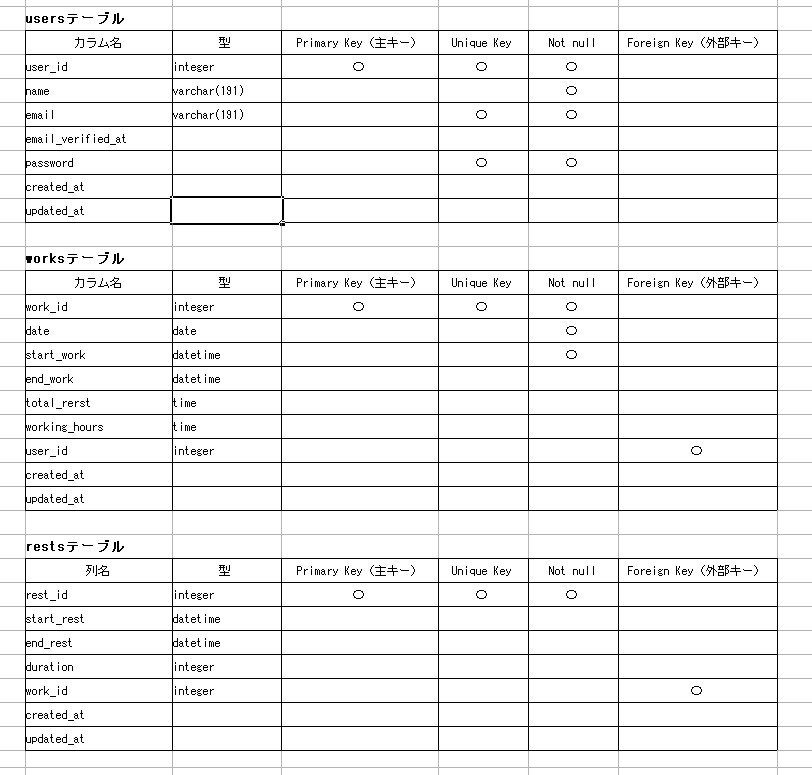 usersテーブル
カラム名 型 Primary Key（主キー） Unique Key Not null Foreign Key（外部キー）
user_id integer ○ ○ ○
name varchar(191) ○
email varchar(191) ○ ○
email_verified_at
password ○ ○
created_at
updated_at
worksテーブル
カラム名 型 Primary Key（主キー） Unique Key Not null Foreign Key（外部キー）
work_id integer ○ ○ ○
date date ○
start_work datetime ○
end_work datetime
total_rerst time
working_hours time
user_id integer ○
created_at
updated_at
restsテーブル
列名 型 Primary Key（主キー） Unique Key Not null Foreign Key（外部キー）
rest_id integer ○ ○ ○
start_rest datetime
end_rest datetime
duration integer
work_id integer ○
created_at
updated_at